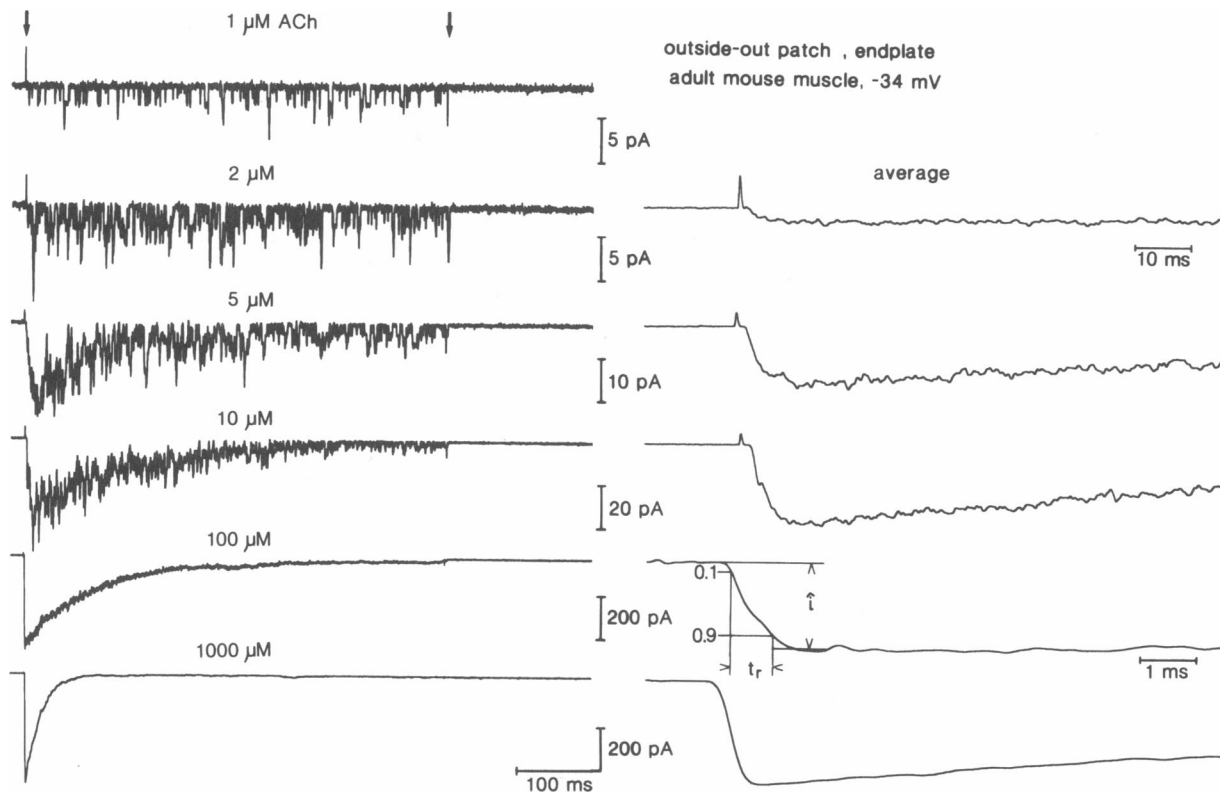 1 µM ACh
outside-out patch , endplate
adult mouse muscle, -34 mV
5 pA
2 µM
average
5 pA
10 ms
5 µM
10 pA
10 µM
20 pA
100 µM
0.1
î
200 pA
0.9
1000 µM
tr
1 ms
200 pA
100 ms